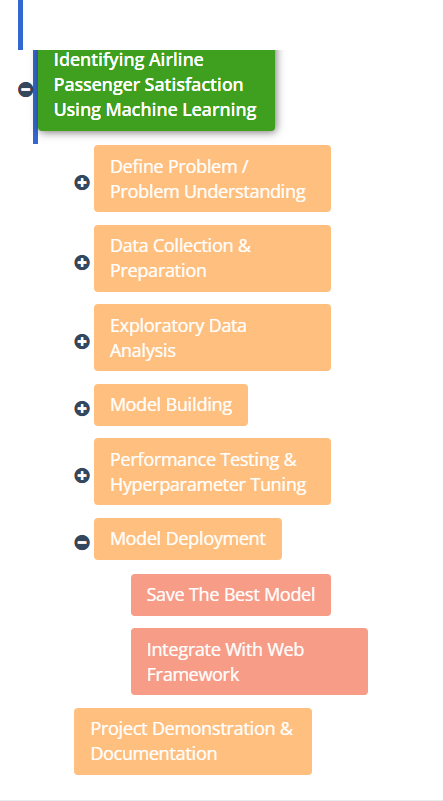 Identifying Airline
Passenger Satisfaction
Using Machine Learning
Define Problem /
Problem Understanding
Data Collection &
Preparation
Exploratory Data
Analysis
Model Building
Performance Testing &
Hyperparameter Tuning
Model Deployment
Save The Best Model
Integrate With Web
Framework
Project Demonstration &
Documentation